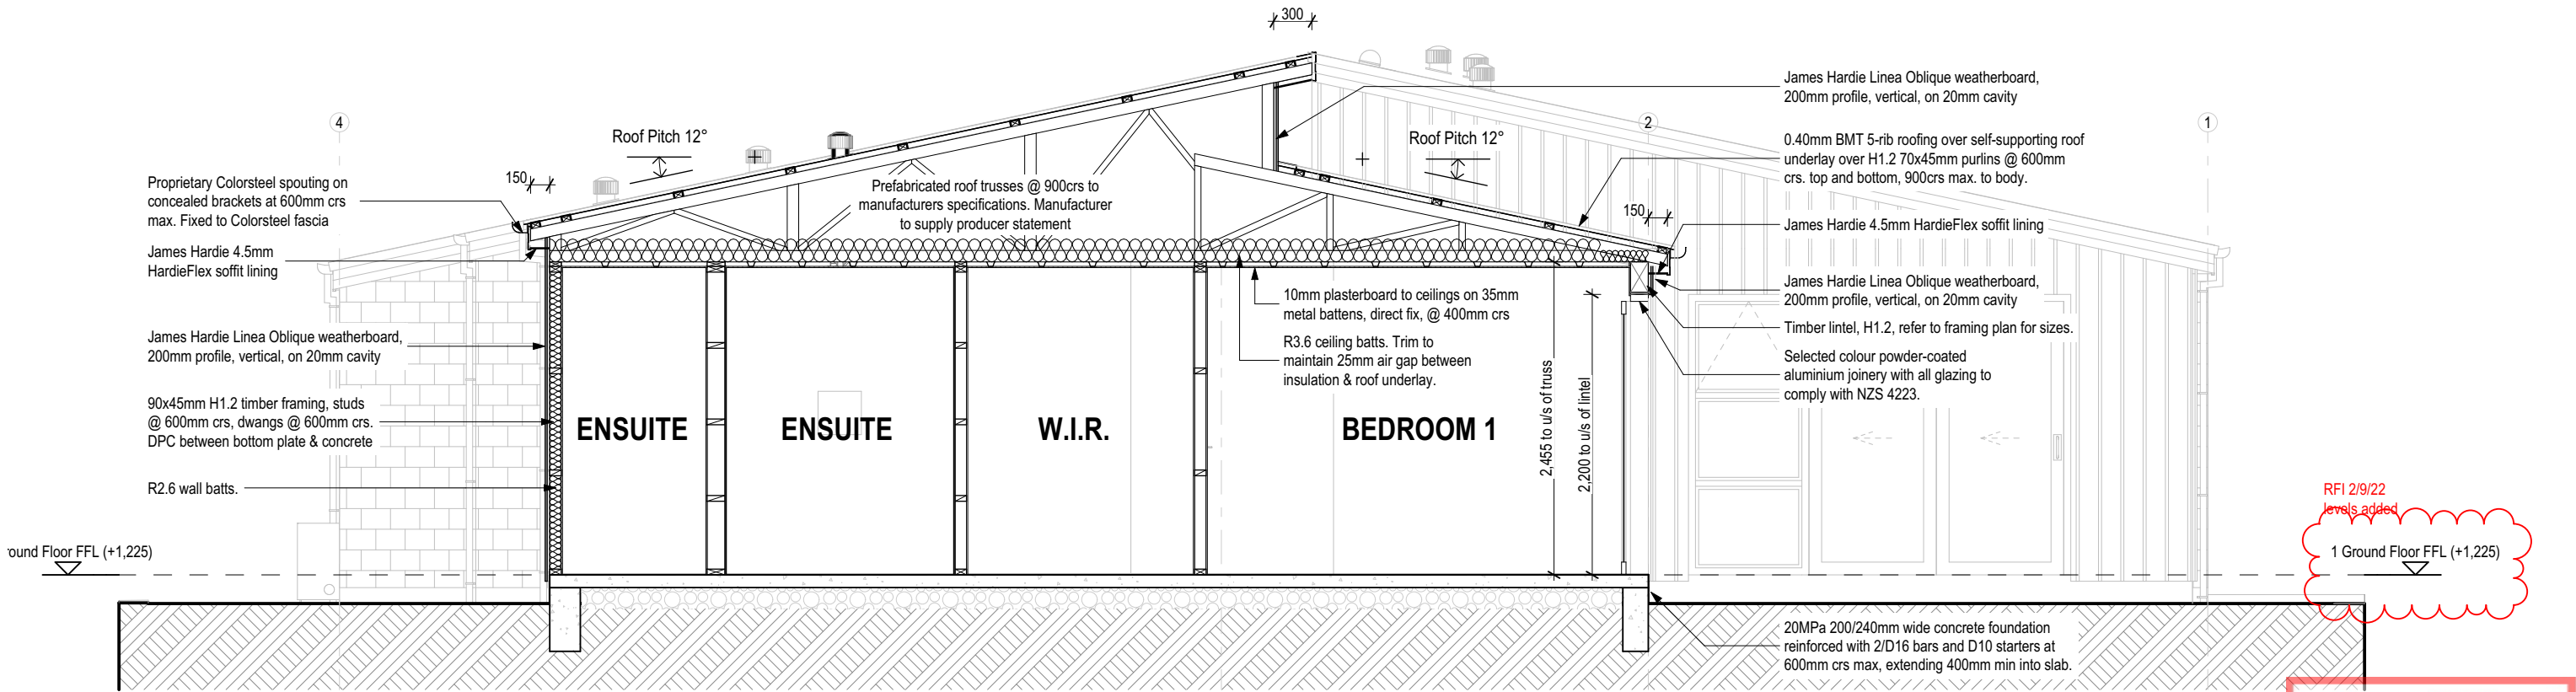 300
4
2
1
Roof Pitch 12°
Roof Pitch 12°
150
150
Proprietary Colorsteel spouting on
concealed brackets at 600mm crs
max. Fixed to Colorsteel fascia
James Hardie 4.5mm
HardieFlex soffit lining
James Hardie Linea Oblique weatherboard,
200mm profile, vertical, on 20mm cavity
90x45mm H1.2 timber framing, studs
@ 600mm crs, dwangs @ 600mm crs.
DPC between bottom plate & concrete
R2.6 wall batts.
ound Floor FFL (+1,225)
Prefabricated roof trusses @ 900crs to
manufacturers specifications. Manufacturer
to supply producer statement
10mm plasterboard to ceilings on 35mm
metal battens, direct fix, @ 400mm crs
R3.6 ceiling batts. Trim to
maintain 25mm air gap between
insulation & roof underlay.
ENSUITE
ENSUITE
W.I.R.
BEDROOM 1
2,455 to u/s of truss
2,200 to u/s of lintel
James Hardie Linea Oblique weatherboard,
200mm profile, vertical, on 20mm cavity
0.40mm BMT 5-rib roofing over self-supporting roof
underlay over H1.2 70x45mm purlins @ 600mm
crs. top and bottom, 900crs max. to body.
James Hardie 4.5mm HardieFlex soffit lining
James Hardie Linea Oblique weatherboard,
200mm profile, vertical, on 20mm cavity
Timber lintel, H1.2, refer to framing plan for sizes.
Selected colour powder-coated
aluminium joinery with all glazing to
comply with NZS 4223.
20MPa 200/240mm wide concrete foundation
reinforced with 2/D16 bars and D10 starters at
600mm crs max, extending 400mm min into slab.
RFI 2/9/22
levels added
1 Ground Floor FFL (+1,225)